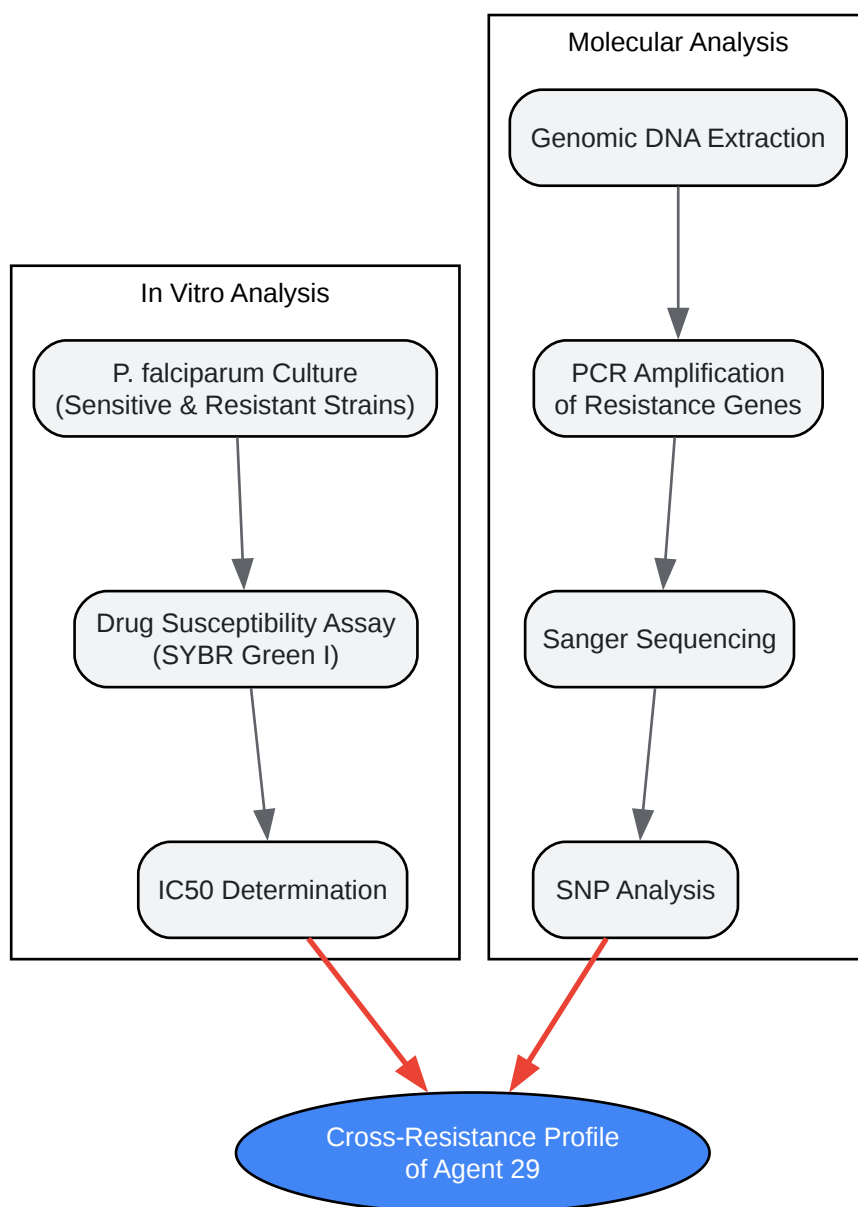 Molecular Analysis
Genomic DNA Extraction
In Vitro Analysis
P. falciparum Culture
(Sensitive & Resistant Strains)
PCR Amplification
of Resistance Genes
Drug Susceptibility Assay
(SYBR Green I)
Sanger Sequencing
IC50 Determination
SNP Analysis
Cross-Resistance Profile
of Agent 29